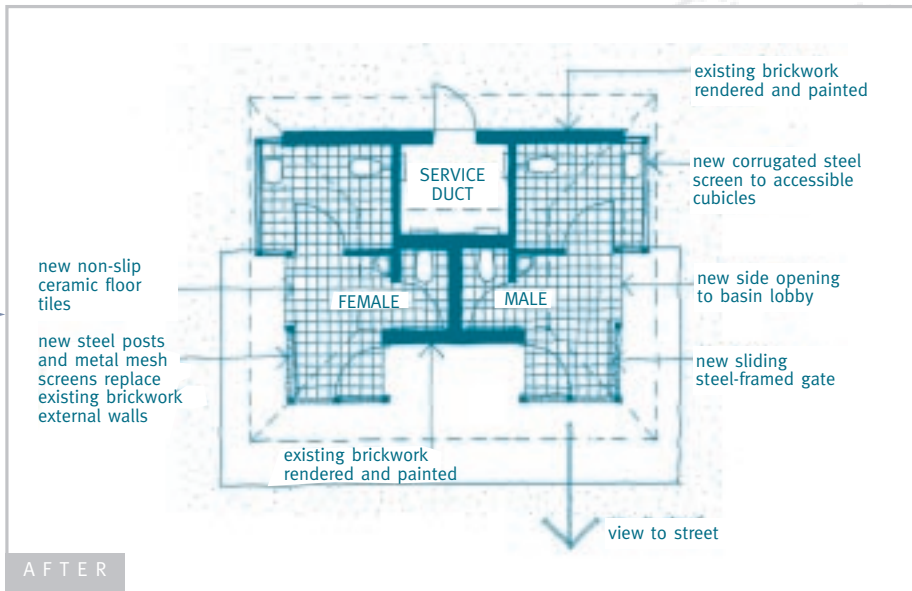 existing brickwork
rendered and painted
SERVICE
DUCT
new corrugated steel
screen to accessible
cubicles
new non-slip
ceramic floor
tiles
FEMALE
MALE
new side opening
to basin lobby
new steel posts
and metal mesh
screens replace
existing brickwork
external walls
new sliding
steel-framed gate
existing brickwork
rendered and painted
view to street
AFTER